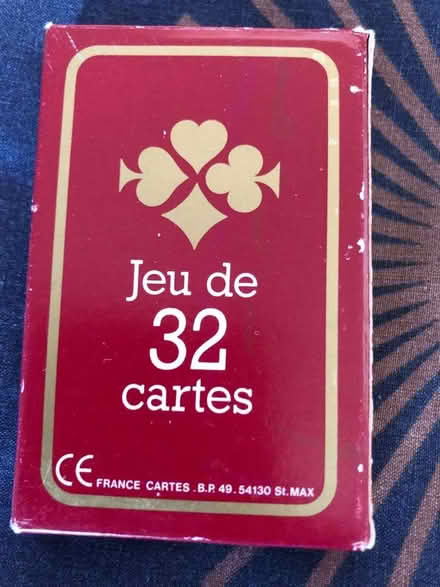 Jeu de
32
cartes
CE FRANCE CARTES . B.P. 49 . 54130 St. MAX